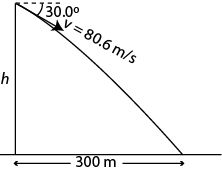 30.0º
v = 80.6 m/s
h
300 m